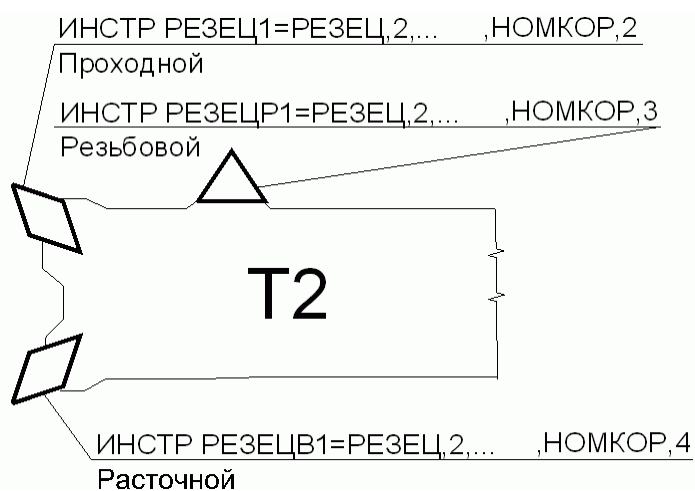 ИНСТР РЕЗЕЦ1=РЕЗЕЦ,2,... ,НОМКОР,2
Проходной
ИНСТР РЕЗЕЦР1=РЕЗЕЦ,2,... ,НОМКОР,3
Резьбовой
Т2
ИНСТР РЕЗЕЦВ1=РЕЗЕЦ,2,... ,НОМКОР,4
Расточной